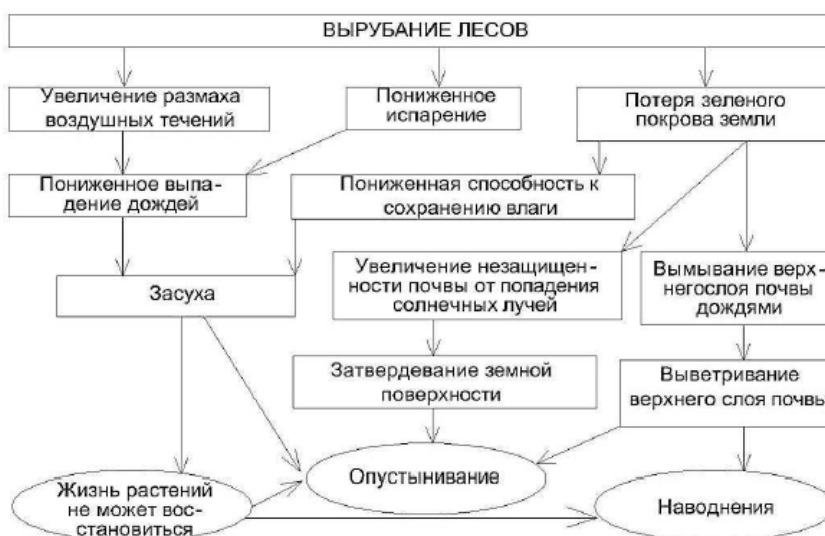 ВЫРУБАНИЕ ЛЕСОВ
Увеличение размаха
воздушных течений
Пониженное
испарение
Потеря зеленого
покрова земли
Пониженное выпа-
дение дождей
Пониженная способность к
сохранению влаги
Засуха
Увеличение незащищен-
ности почвы от попадения
солнечных лучей
Вымывание верх-
негослоя почвы
дождями
Затвердевание земной
поверхности
Выветривание
верхнего слоя почвы
Жизнь растений
не может вос-
становиться
Опустынивание
Наводнения